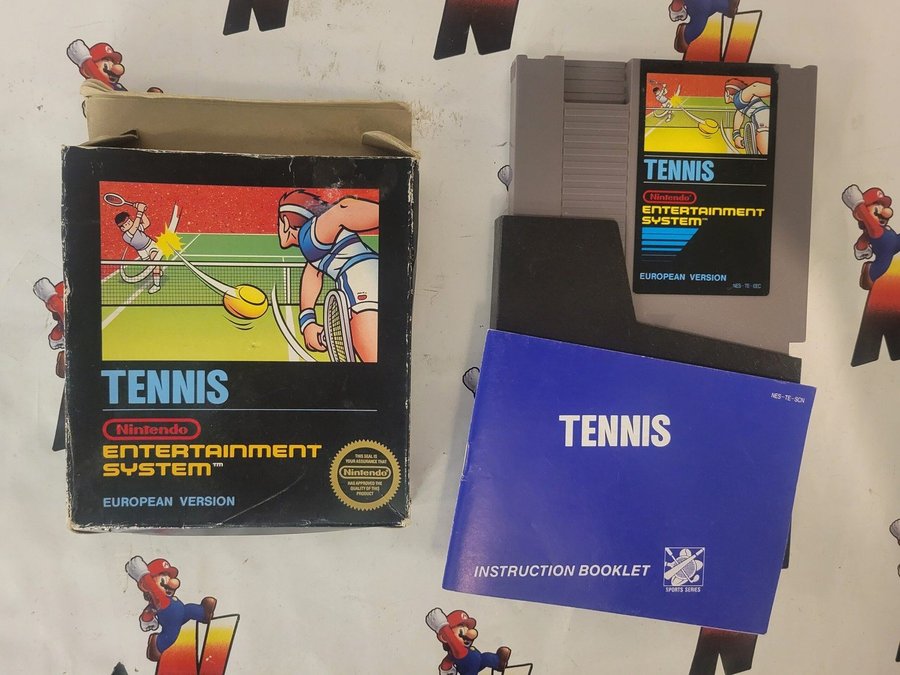 TENNIS
Nintendo
ENTERTAINMENT
SYSTEM™
EUROPEAN VERSION
THIS SEAL IS
YOUR ASSURANCE THAT
Nintendo
HAS APPROVED THE
QUALITY OF THIS
PRODUCT
TENNIS
Nintendo
ENTERTAINMENT
SYSTEM™
EUROPEAN VERSION
NES-TE-EEC
NES-TE-SCN
TENNIS
INSTRUCTION BOOKLET
SPORTS SERIES